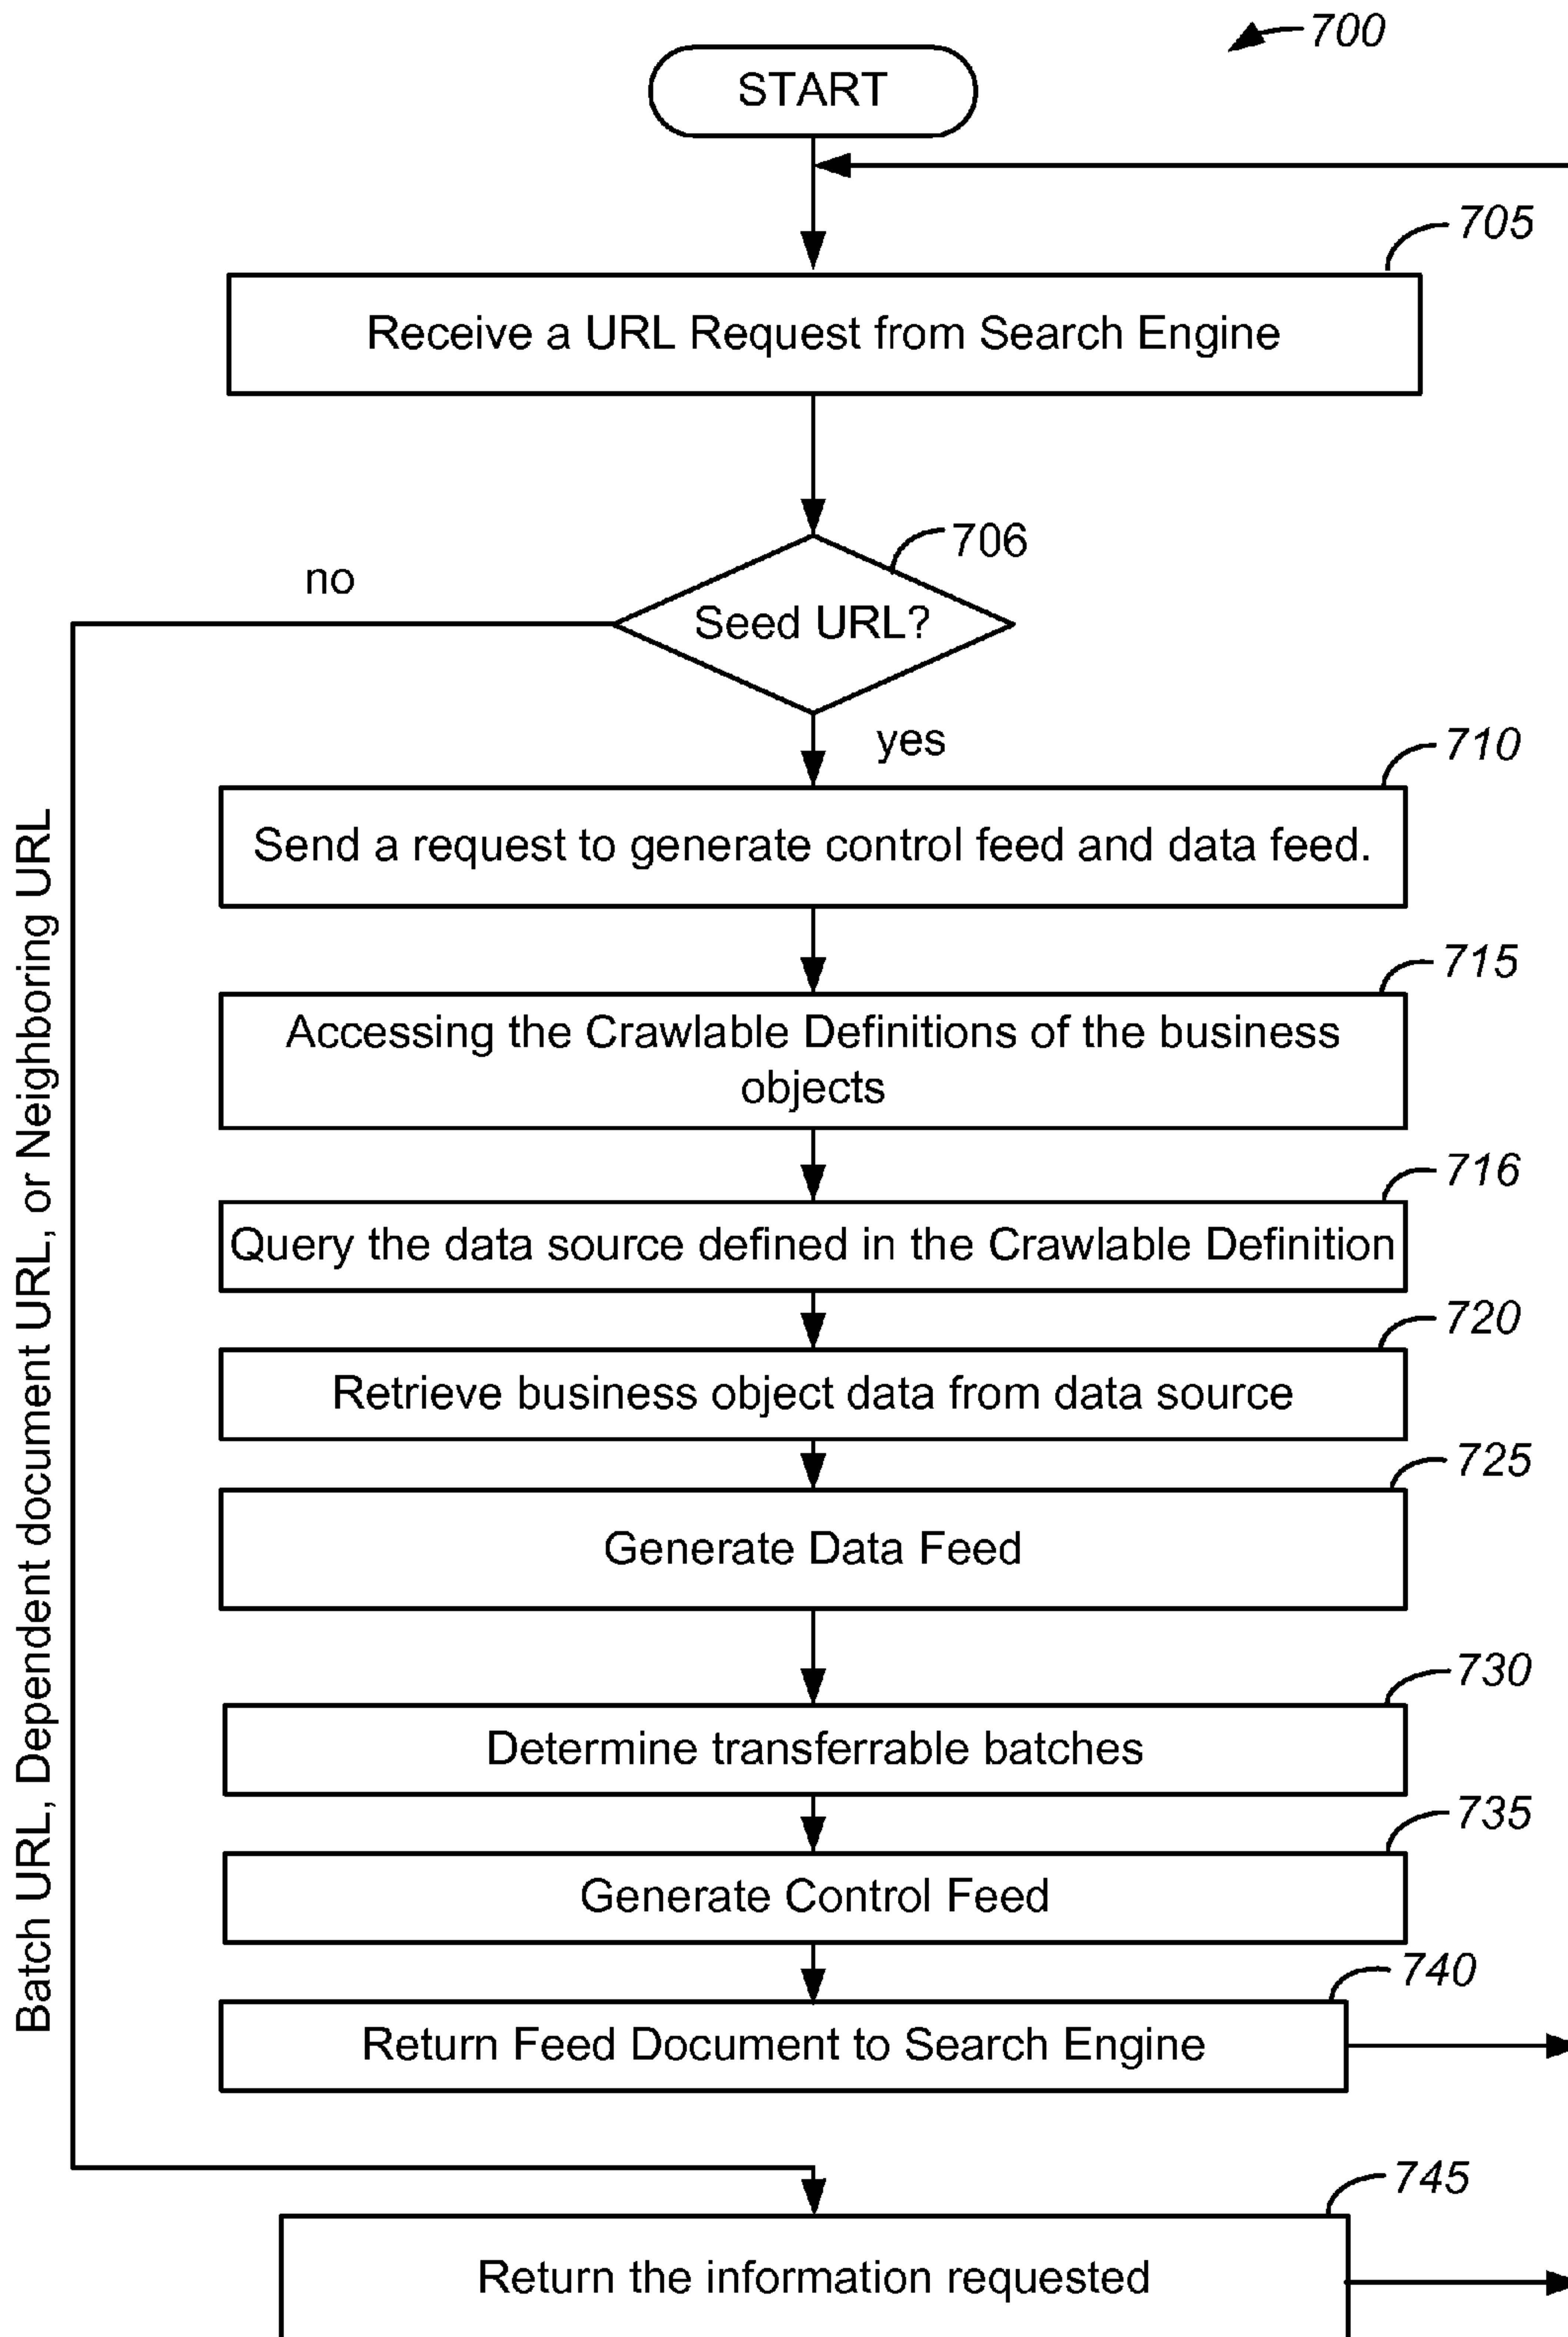 700
START
705
Receive a URL Request from Search Engine
706
no
Seed URL?
yes
710
Send a request to generate control feed and data feed.
715
Accessing the Crawlable Definitions of the business
objects
716
Query the data source defined in the Crawlable Definition
720
Retrieve business object data from data source
725
Generate Data Feed
730
Determine transferrable batches
735
Generate Control Feed
740
Return Feed Document to Search Engine
Batch URL, Dependent document URL, or Neighboring URL
745
Return the information requested